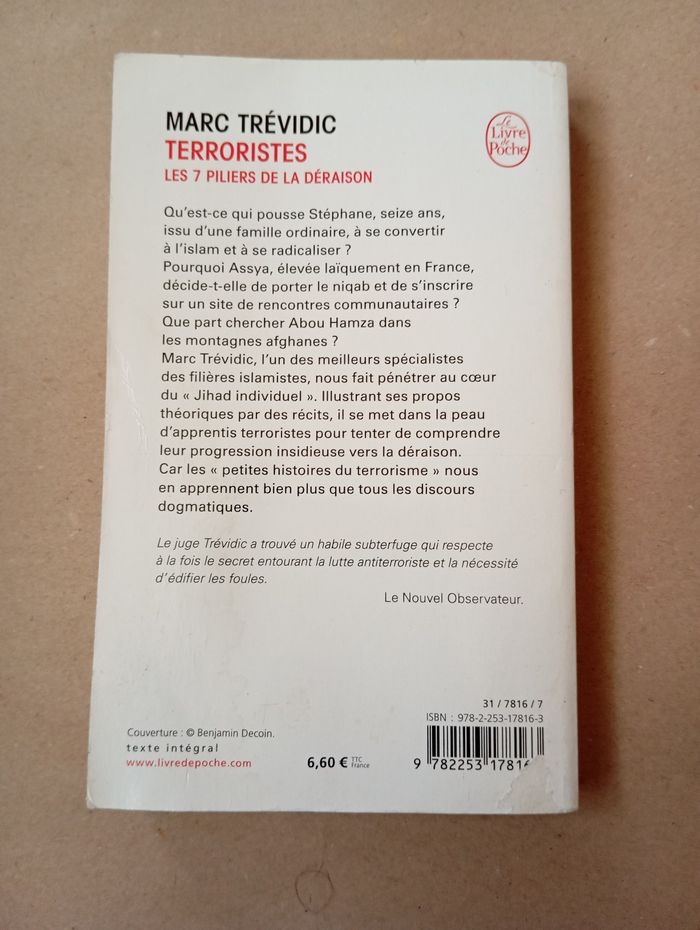 MARC TRÉVIDIC
TERRORISTES
LES 7 PILIERS DE LA DÉRAISON
Le
Livre
de
Poche
Qu'est-ce qui pousse Stéphane, seize ans,
issu d'une famille ordinaire, à se convertir
à l'islam et à se radicaliser ?
Pourquoi Assya, élevée laïquement en France,
décide-t-elle de porter le niqab et de s'inscrire
sur un site de rencontres communautaires ?
Que part chercher Abou Hamza dans
les montagnes afghanes ?
Marc Trévidic, l'un des meilleurs spécialistes
des filières islamistes, nous fait pénétrer au cœur
du « Jihad individuel ». Illustrant ses propos
théoriques par des récits, il se met dans la peau
d'apprentis terroristes pour tenter de comprendre
leur progression insidieuse vers la déraison.
Car les « petites histoires du terrorisme » nous
en apprennent bien plus que tous les discours
dogmatiques.
Le juge Trévidic a trouvé un habile subterfuge qui respecte
à la fois le secret entourant la lutte antiterroriste et la nécessité
d'édifier les foules.
Le Nouvel Observateur.
31 / 7816 / 7
ISBN : 978-2-253-17816-3
Couverture : © Benjamin Decoin.
texte intégral
www.livredepoche.com
6,60 € TTC
France
9 782253 17816